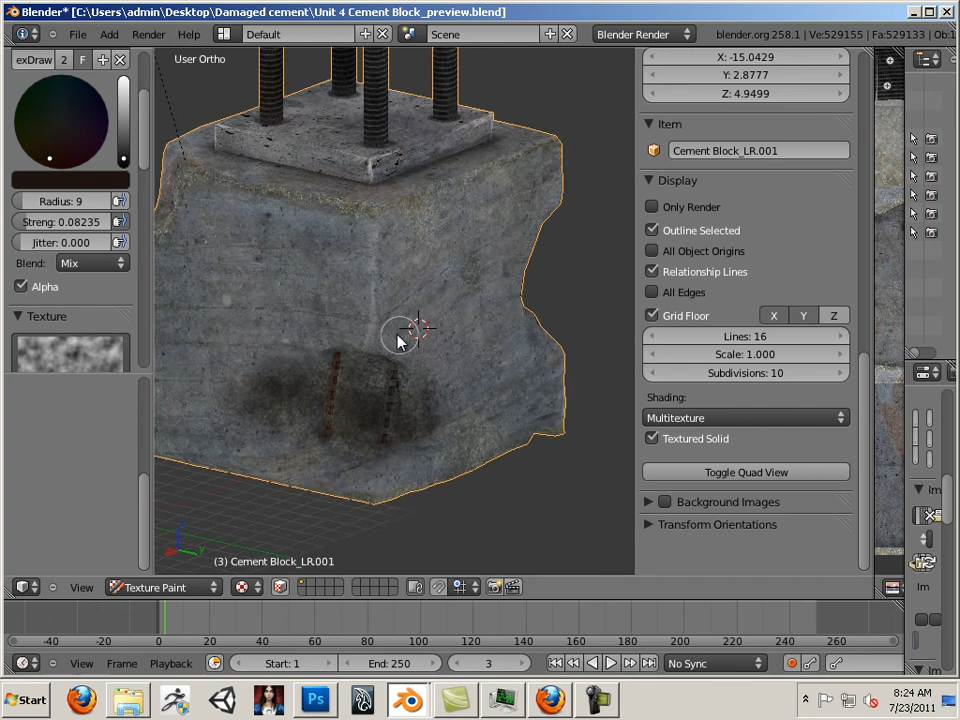 Blender* [C:\Users\admin\Desktop\Damaged cement\Unit 4 Cement Block_preview.blend]
File Add Render Help Default Scene Blender Render blender.org 258.1 | Ve:529155 | Fa:529133 | Ob:1
exDraw 2 F
User Ortho
X: -15.0429
Y: 2.8777
Z: 4.9499
Item
Cement Block_LR.001
Display
Only Render
Outline Selected
All Object Origins
Relationship Lines
All Edges
Grid Floor X Y Z
Lines: 16
Scale: 1.000
Subdivisions: 10
Shading:
Multitexture
Textured Solid
Toggle Quad View
Background Images
Transform Orientations
Radius: 9
Streng: 0.08235
Jitter: 0.000
Blend: Mix
Alpha
Texture
Im
Im
z
y
(3) Cement Block_LR.001
View Texture Paint
-40 -20 0 20 40 60 80 100 120 140 160 180 200 220 240 260
View Frame Playback Start: 1 End: 250 3 No Sync
Im
Start Ps 8:24 AM
7/23/2011